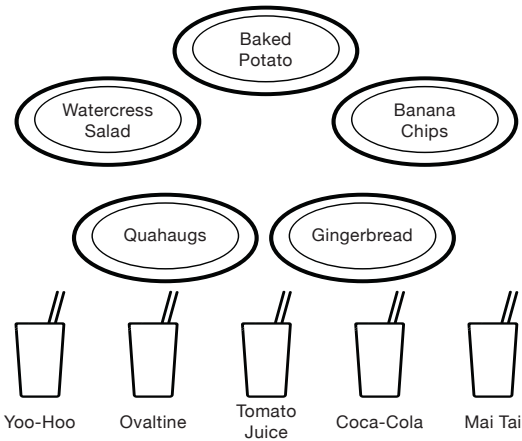 Baked
Potato
Watercress
Salad
Banana
Chips
Quahaugs
Gingerbread
Yoo-Hoo
Ovaltine
Tomato
Juice
Coca-Cola
Mai Tai